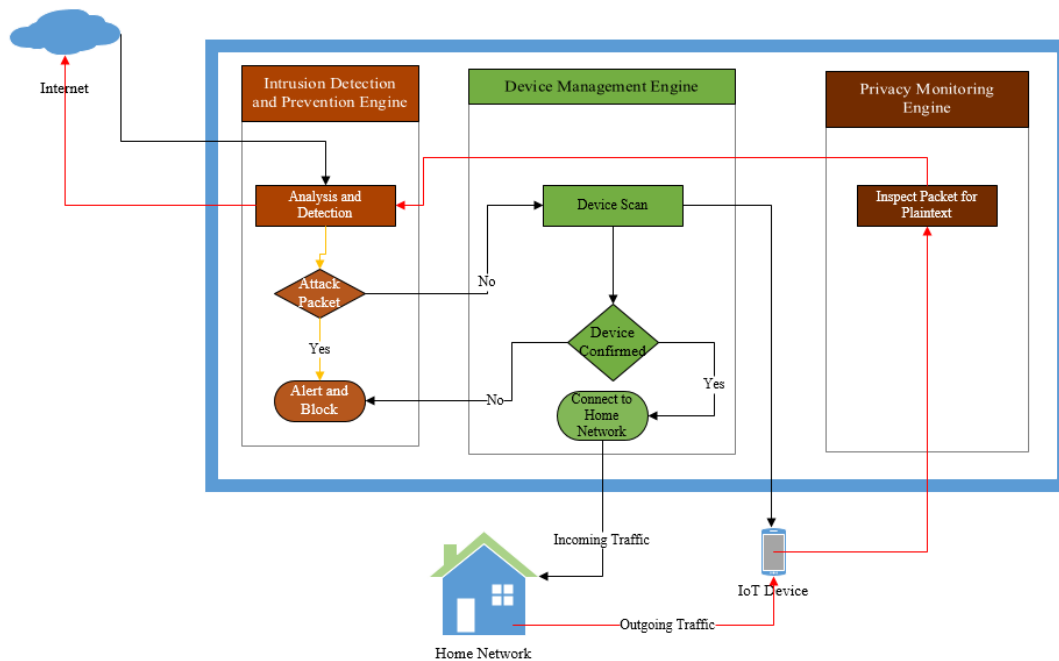 Internet
Intrusion Detection
and Prevention Engine
Device Management Engine
Privacy Monitoring
Engine
Analysis and
Detection
Device Scan
Inspect Packet for
Plaintext
Attack
Packet
No
Yes
Device
Confirmed
Yes
Alert and
Block
No
Connect to
Home
Network
Incoming Traffic
IoT Device
Outgoing Traffic
Home Network